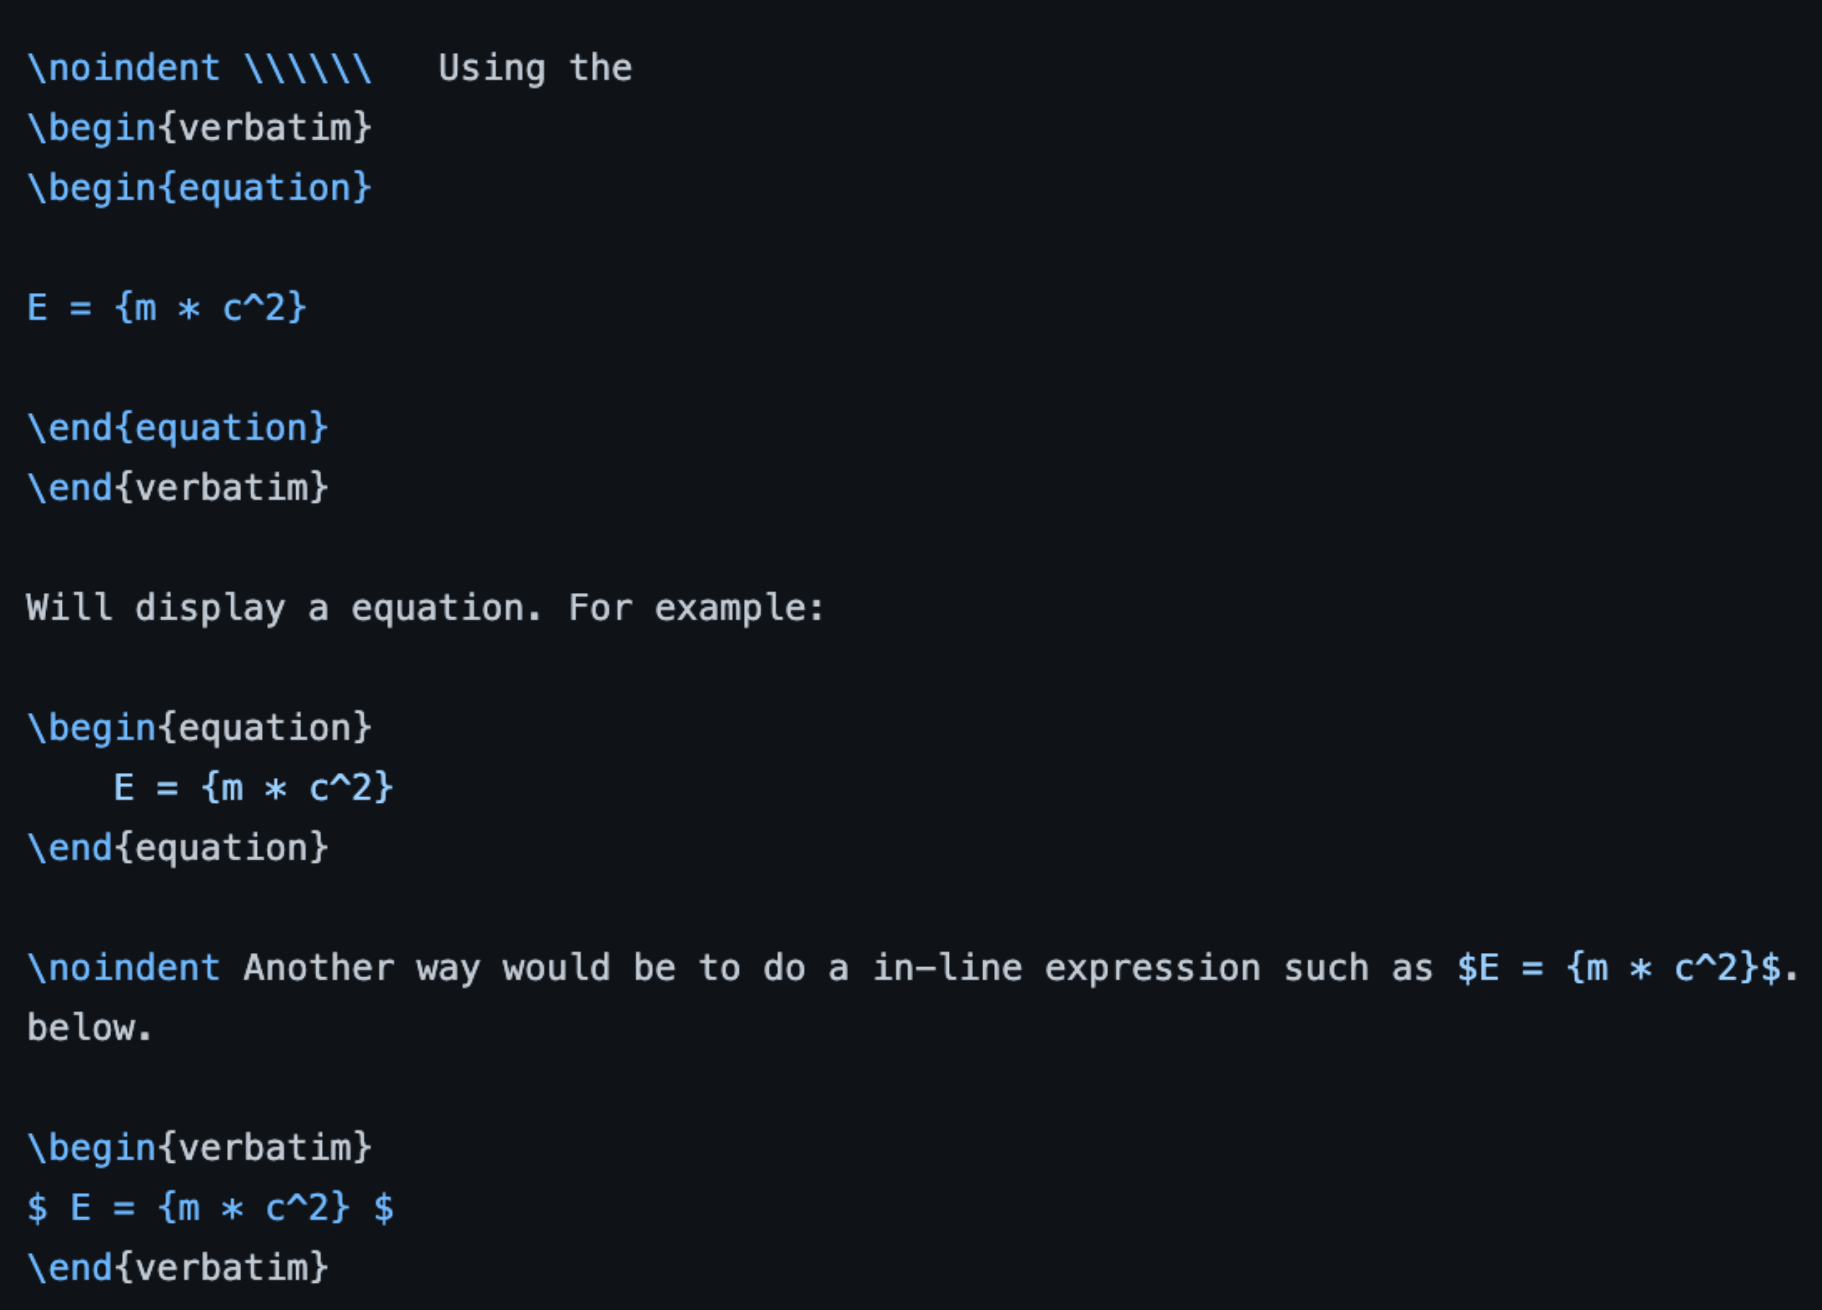 \noindent \\\\\\   Using the
\begin{verbatim}
\begin{equation}
E = {m * c^2}
\end{equation}
\end{verbatim}
Will display a equation. For example:
\begin{equation}
    E = {m * c^2}
\end{equation}
\noindent Another way would be to do a in-line expression such as $E = {m * c^2}$.
below.
\begin{verbatim}
$ E = {m * c^2} $
\end{verbatim}